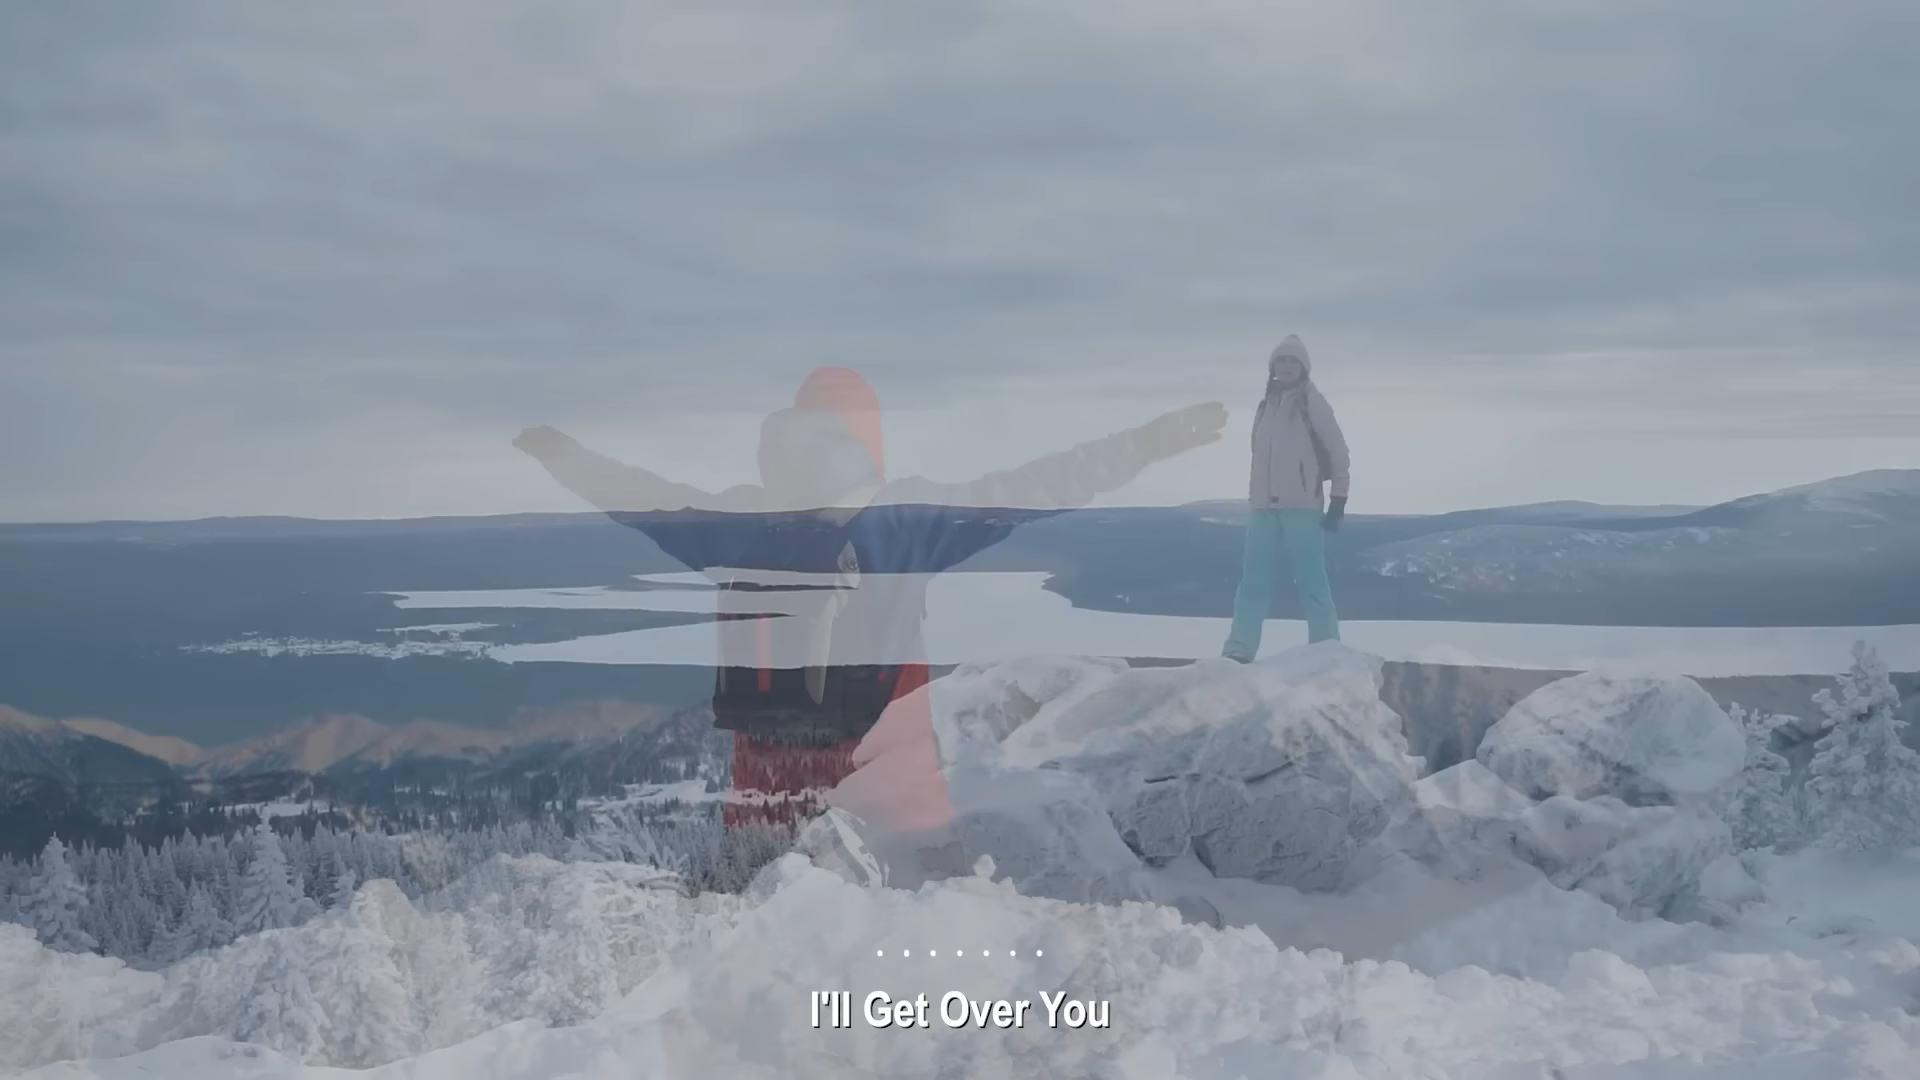 . . . . . . .
I'll Get Over You